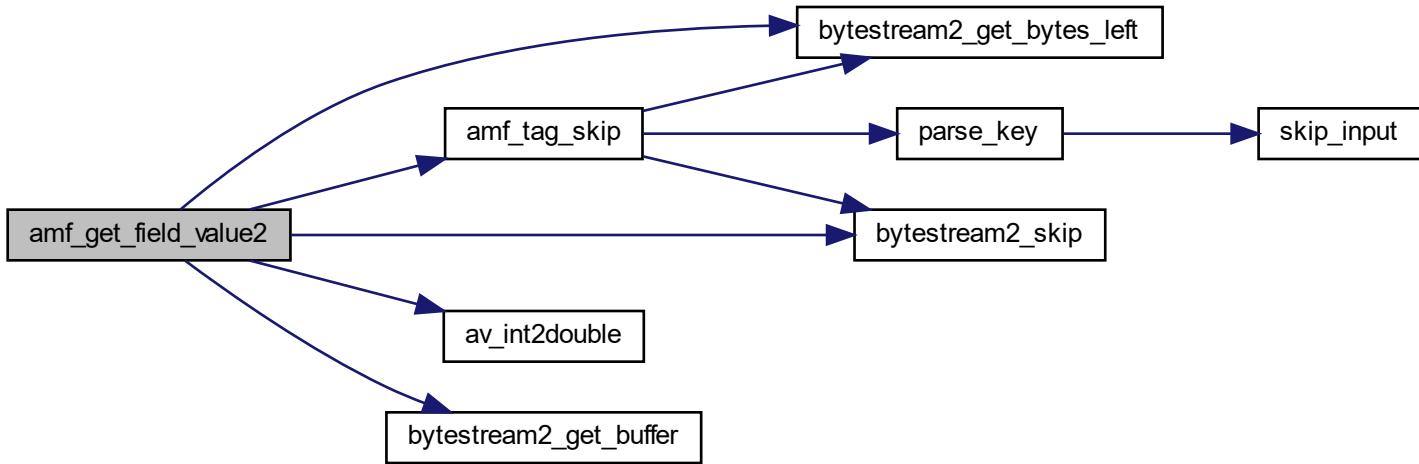 bytestream2_get_bytes_left
amf_tag_skip
parse_key
skip_input
amf_get_field_value2
bytestream2_skip
av_int2double
bytestream2_get_buffer